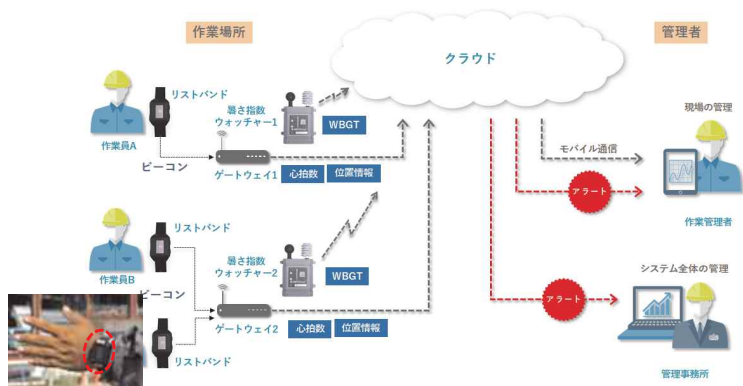 作業場所
管理者
クラウド
リストバンド
作業員A
ビーコン
暑さ指数
ウォッチャー1
WBGT
ゲートウェイ1
心拍数
位置情報
リストバンド
作業員B
ビーコン
暑さ指数
ウォッチャー2
WBGT
ゲートウェイ2
心拍数
位置情報
リストバンド
モバイル通信
アラート
現場の管理
作業管理者
アラート
システム全体の管理
管理事務所